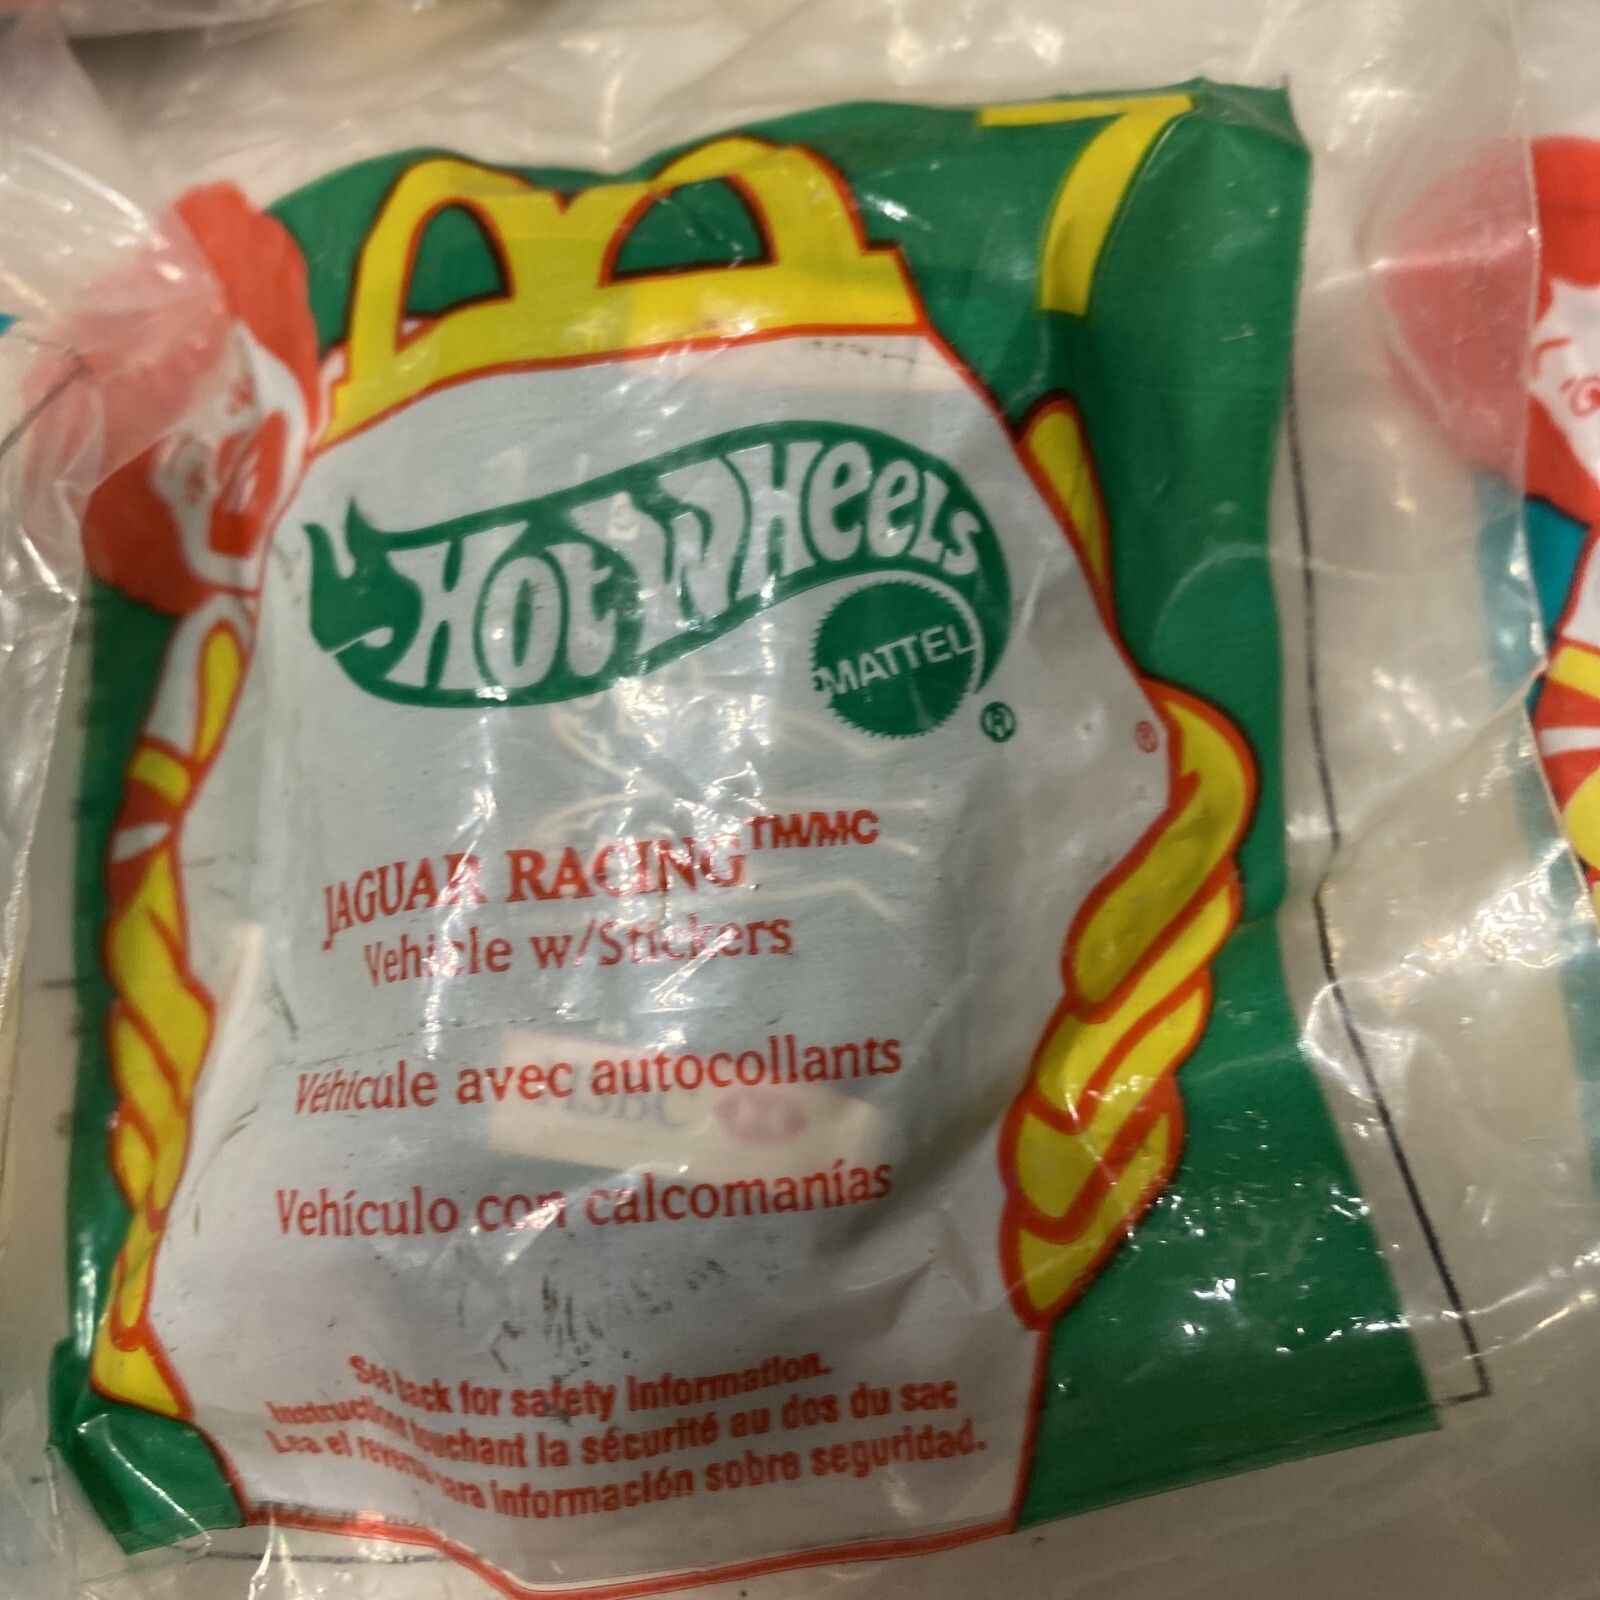 7
Hot Wheels
MATTEL
®
®
JAGUAR RACING TM/MC
Vehicle w/Stickers
Véhicule avec autocollants
Vehículo con calcomanías
See back for safety information.
Instructions touchant la sécurité au dos du sac
Lea el reverso para información sobre seguridad.